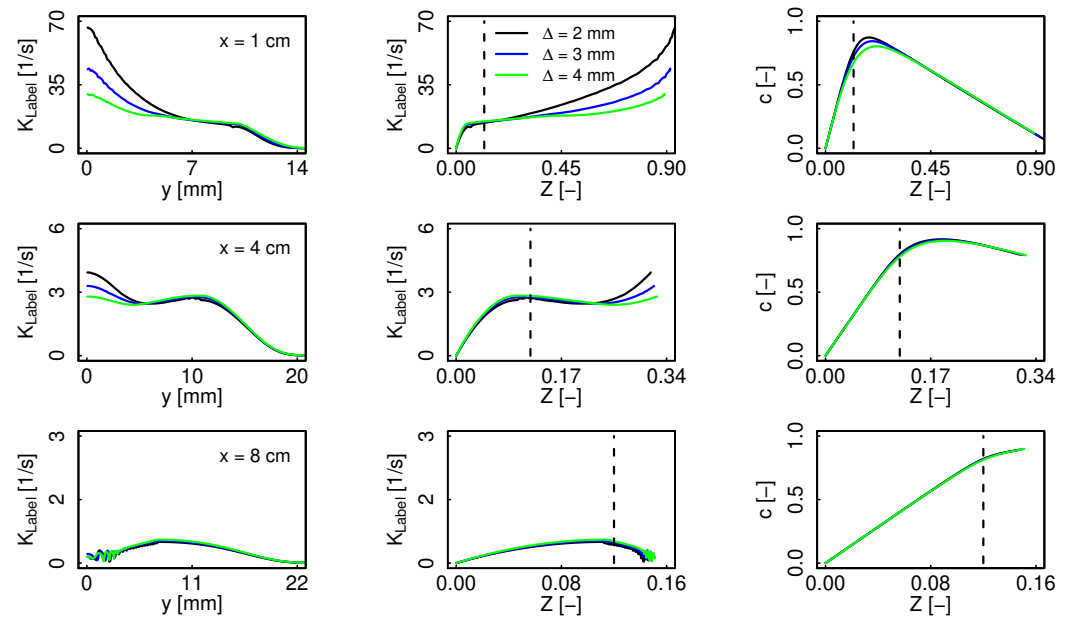 K_Label [1/s]
70
35
0
x = 1 cm
0 7 14
y [mm]
K_Label [1/s]
70
35
0
Δ = 2 mm
Δ = 3 mm
Δ = 4 mm
0.00 0.45 0.90
Z [–]
c [–]
1.0
0.5
0.0
0.00 0.45 0.90
Z [–]
K_Label [1/s]
6
3
0
x = 4 cm
0 10 20
y [mm]
K_Label [1/s]
6
3
0
0.00 0.17 0.34
Z [–]
c [–]
1.0
0.5
0.0
0.00 0.17 0.34
Z [–]
K_Label [1/s]
3
2
0
x = 8 cm
0 11 22
y [mm]
K_Label [1/s]
3
2
0
0.00 0.08 0.16
Z [–]
c [–]
1.0
0.5
0.0
0.00 0.08 0.16
Z [–]